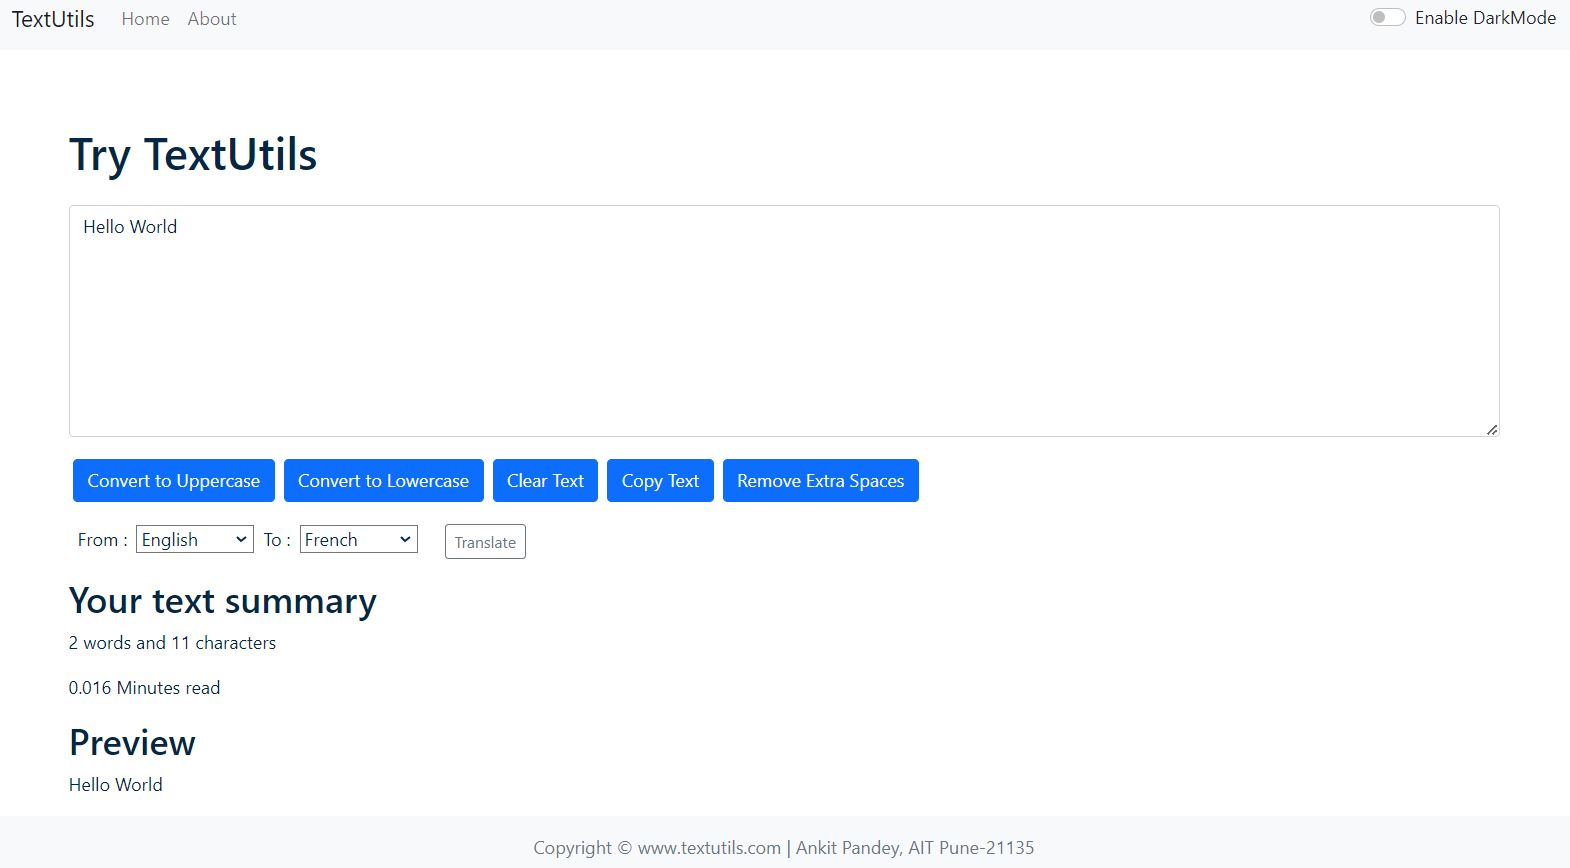 TextUtils Home About Enable DarkMode
Try TextUtils
Hello World
Convert to Uppercase Convert to Lowercase Clear Text Copy Text Remove Extra Spaces
From : English To : French Translate
Your text summary
2 words and 11 characters
0.016 Minutes read
Preview
Hello World
Copyright © www.textutils.com | Ankit Pandey, AIT Pune-21135